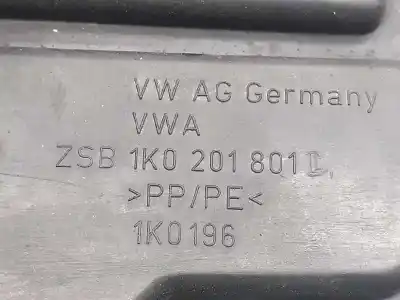 VW AG Germany
VWA
ZSB 1K0 201 801
>PP/PE<
1K0196